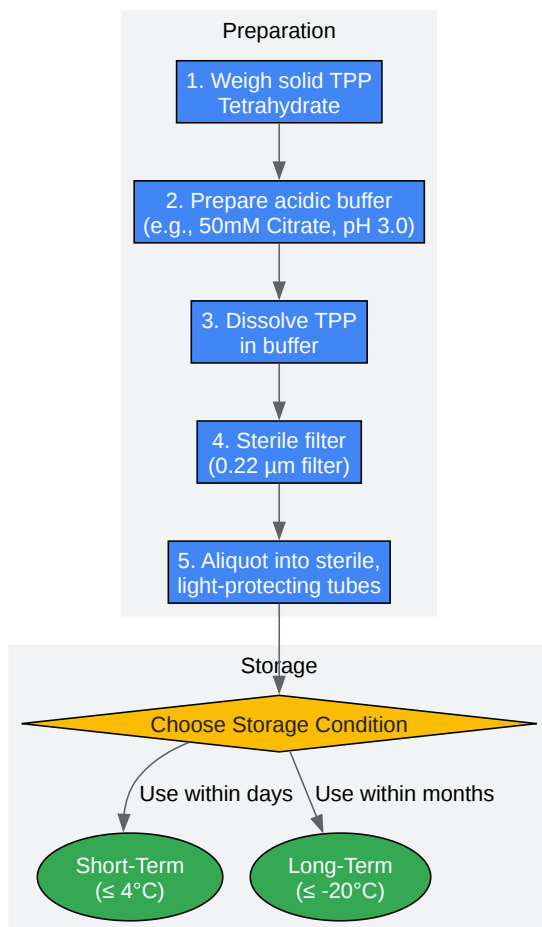 Preparation
1. Weigh solid TPP
Tetrahydrate
2. Prepare acidic buffer
(e.g., 50mM Citrate, pH 3.0)
3. Dissolve TPP
in buffer
4. Sterile filter
(0.22 µm filter)
5. Aliquot into sterile,
light-protecting tubes
Storage
Choose Storage Condition
Use within days
Use within months
Short-Term
(≤ 4°C)
Long-Term
(≤ -20°C)